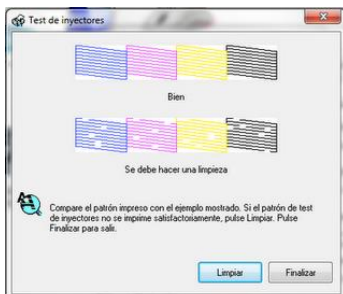 Test de inyectores
Bien
Se debe hacer una limpieza
Compare el patrón impreso con el ejemplo mostrado. Si el patrón de test
de inyectores no se imprime satisfactoriamente, pulse Limpiar. Pulse
Finalizar para salir.
Limpiar
Finalizar